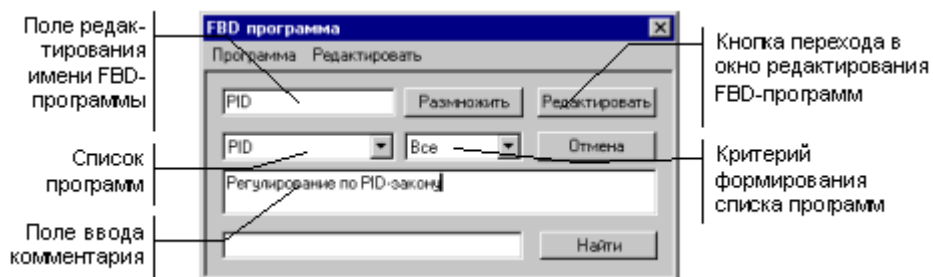 Поле редак-
тирования
имени FBD-
программы
Список
программ
Поле ввода
комментария
FBD программа
Программа Редактировать
PID Размножить Редактировать
PID Все Отмена
Регулирование по PID-закону
Найти
Кнопка перехода в
окно редактирования
FBD-программ
Критерий
формирования
списка программ